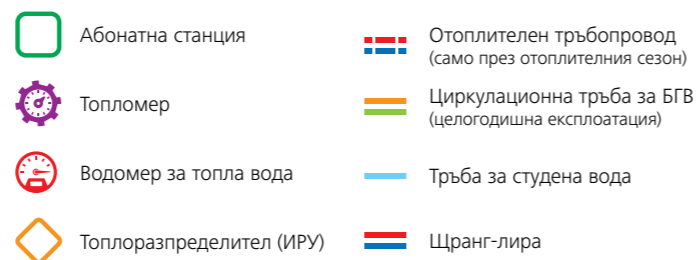 Абонатна станция
Топломер
Водомер за топла вода
Топлоразпределител (ИРУ)
Отоплителен тръбопровод
(само през отоплителния сезон)
Циркулационна тръба за БГВ
(целогодишна експлоатация)
Тръба за студена вода
Щранг-лира